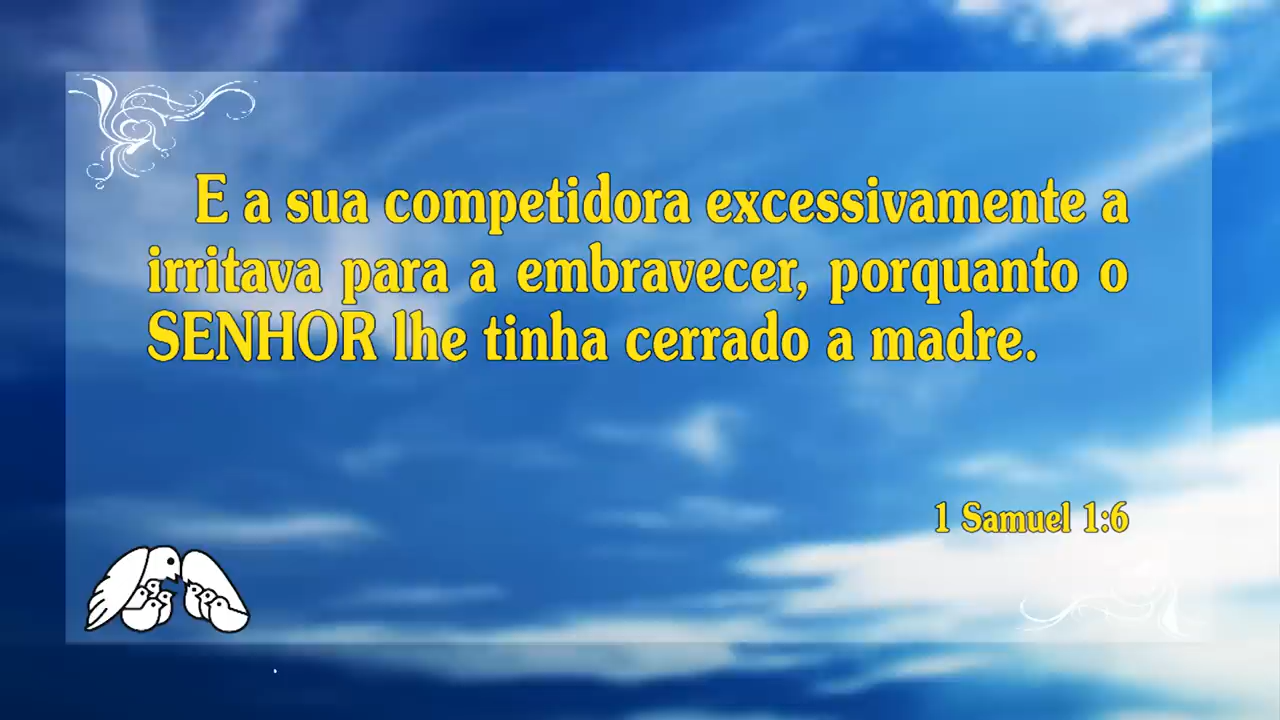 E a sua competidora excessivamente a
irritava para a embravecer, porquanto o
SENHOR lhe tinha cerrado a madre.
1 Samuel 1:6